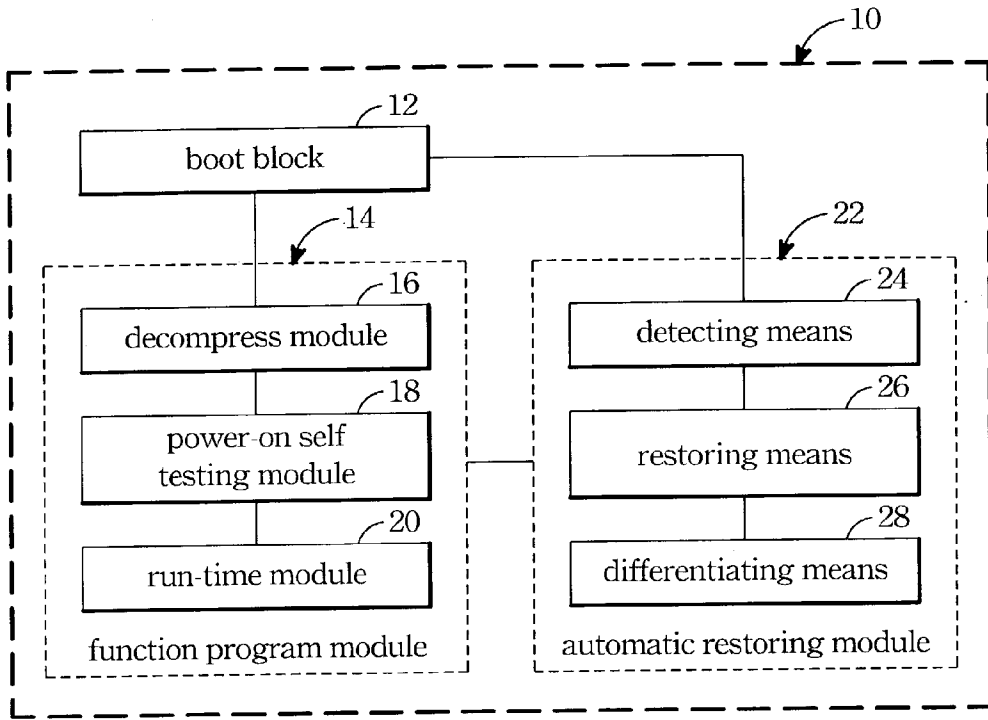 10
12
boot block
14
22
16
decompress module
24
detecting means
18
power-on self
testing module
26
restoring means
20
run-time module
28
differentiating means
function program module
automatic restoring module